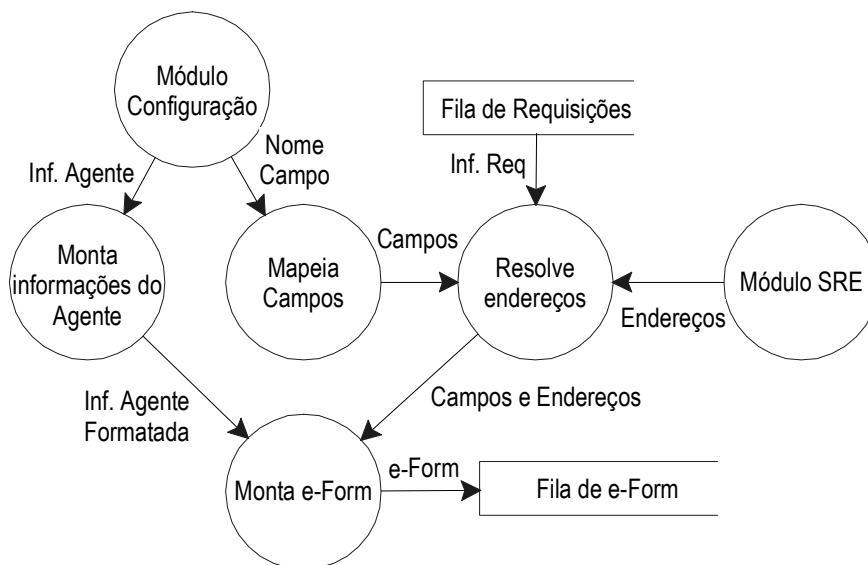 Módulo
Configuração
Fila de Requisições
Nome
Campo
Inf. Agente
Inf. Req
Campos
Monta
informações do
Agente
Mapeia
Campos
Resolve
endereços
Módulo SRE
Endereços
Inf. Agente
Formatada
Campos e Endereços
Monta e-Form
e-Form
Fila de e-Form